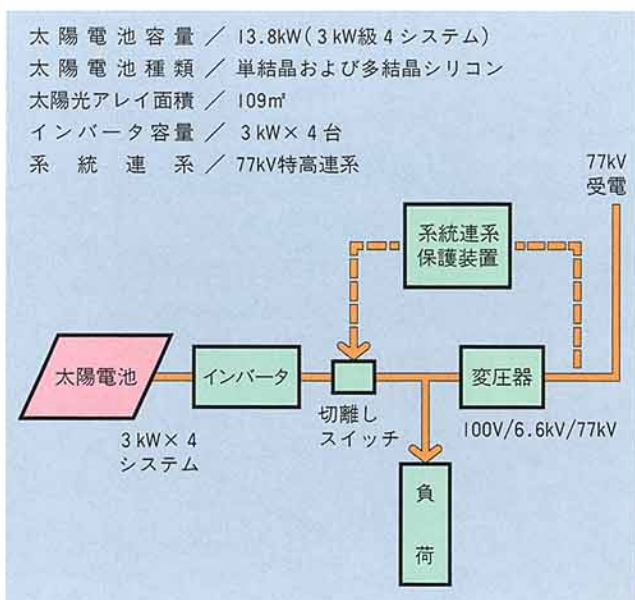 太陽電池容量／13.8kW(3kW級4システム)
太陽電池種類／単結晶および多結晶シリコン
太陽光アレイ面積／109㎡
インバータ容量／3kW×4台
系統連系／77kV特高連系
77kV
受電
系統連系
保護装置
太陽電池
インバータ
変圧器
切離し
スイッチ
100V/6.6kV/77kV
3kW×4
システム
負
荷